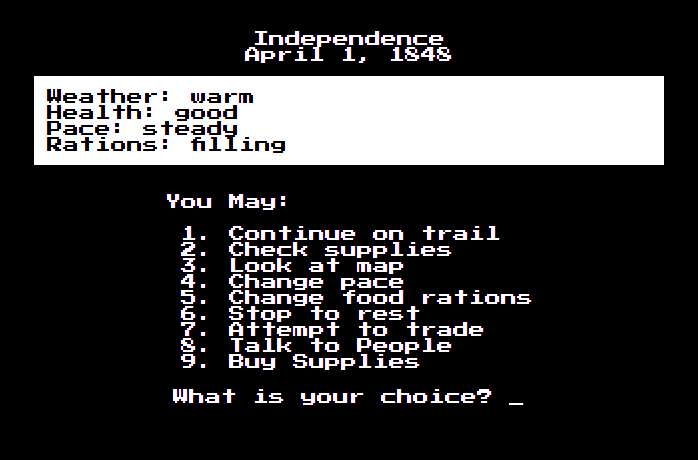 Independence
April 1, 1848
Weather: warm
Health: good
Pace: steady
Rations: filling
You May:
1. Continue on trail
2. Check supplies
3. Look at map
4. Change pace
5. Change food rations
6. Stop to rest
7. Attempt to trade
8. Talk to People
9. Buy Supplies
What is your choice? _